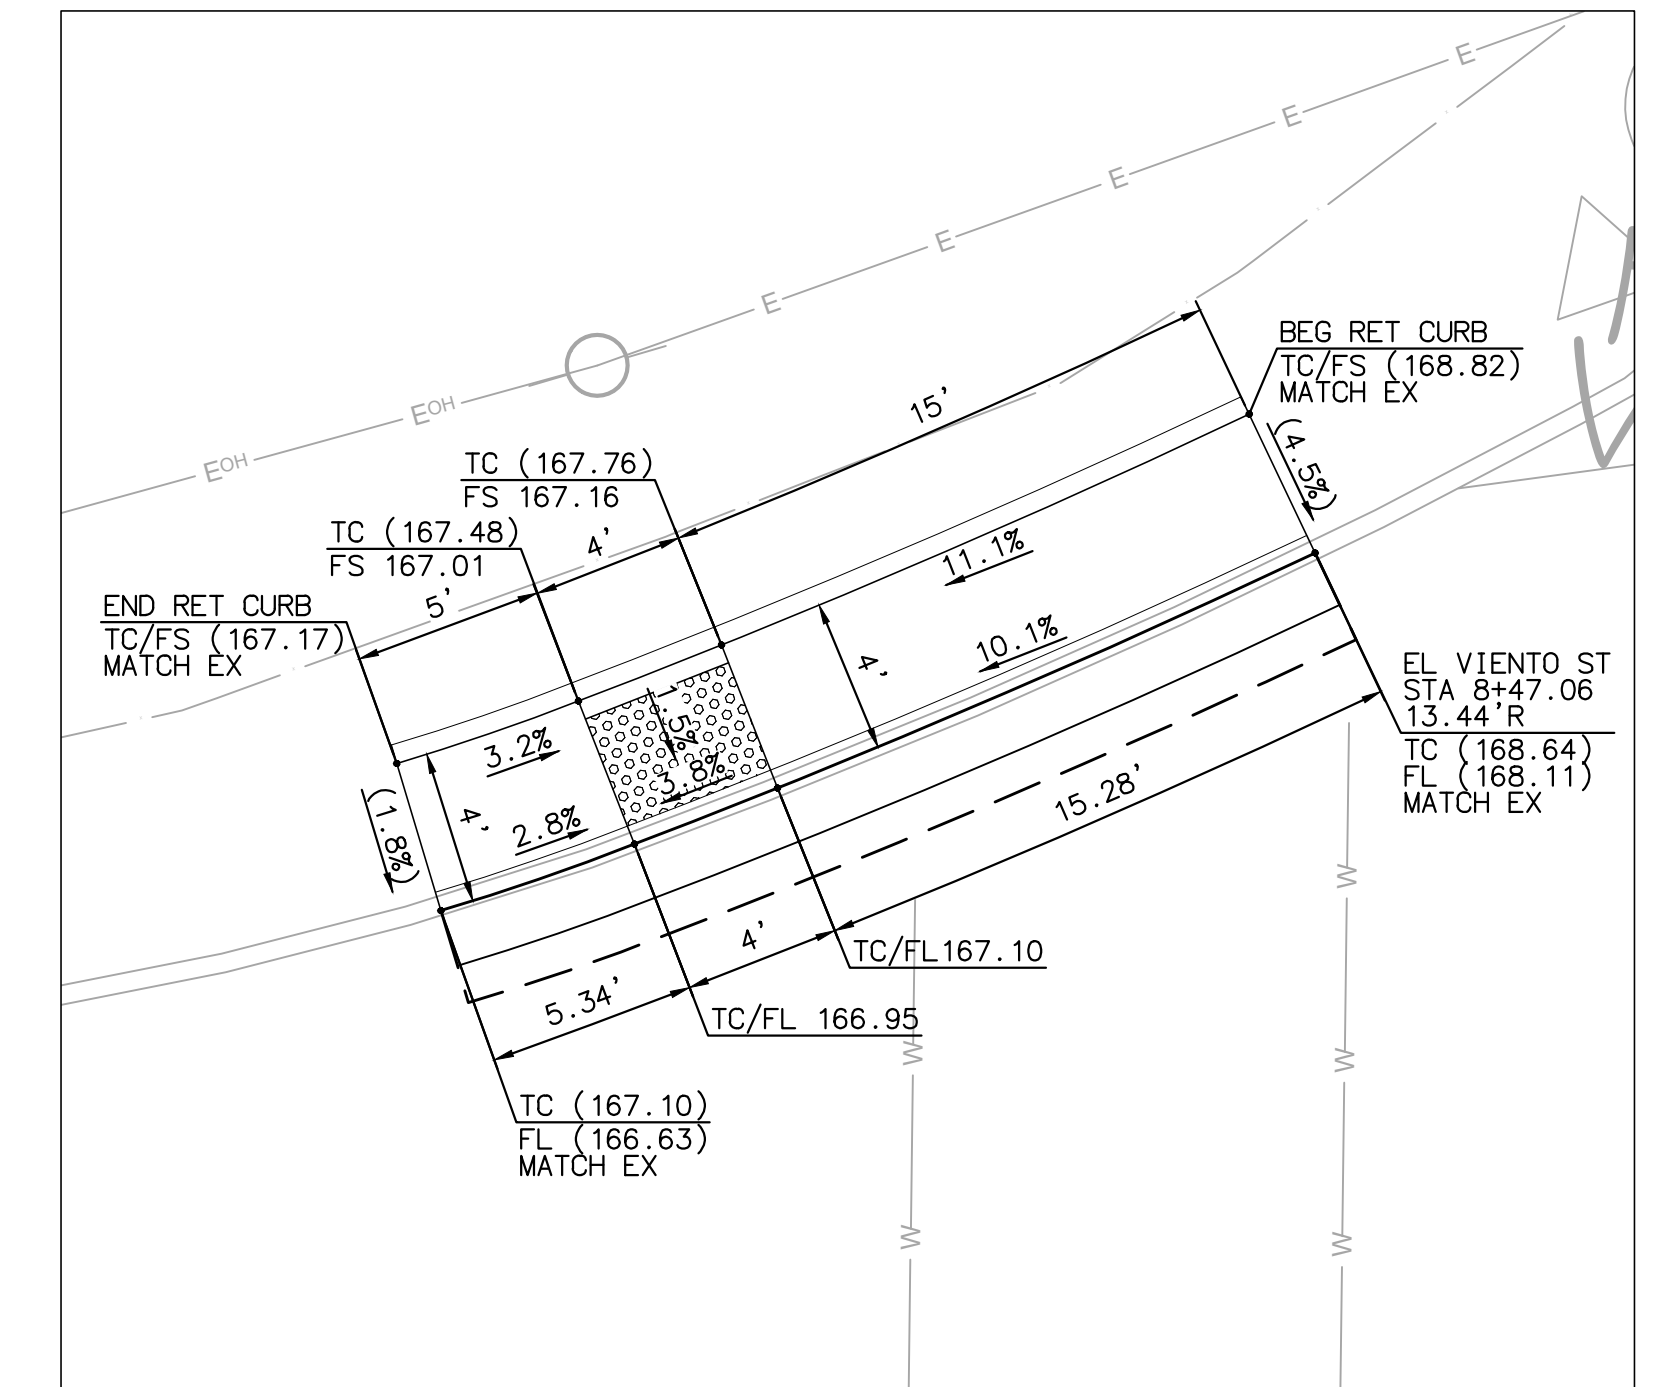 E
E
E
E
E
EOH
EOH
BEG RET CURB
TC/FS (168.82)
MATCH EX
(4.5%)
15'
TC (167.76)
FS 167.16
TC (167.48)
FS 167.01
4'
5'
END RET CURB
TC/FS (167.17)
MATCH EX
11.1%
10.1%
4'
1.5%
3.8%
3.2%
2.8%
4'
(1.8%)
EL VIENTO ST
STA 8+47.06
13.44'R
TC (168.64)
FL (168.11)
MATCH EX
15.28'
4'
5.34'
TC/FL167.10
TC/FL 166.95
TC (167.10)
FL (166.63)
MATCH EX
W
W
W
W
W